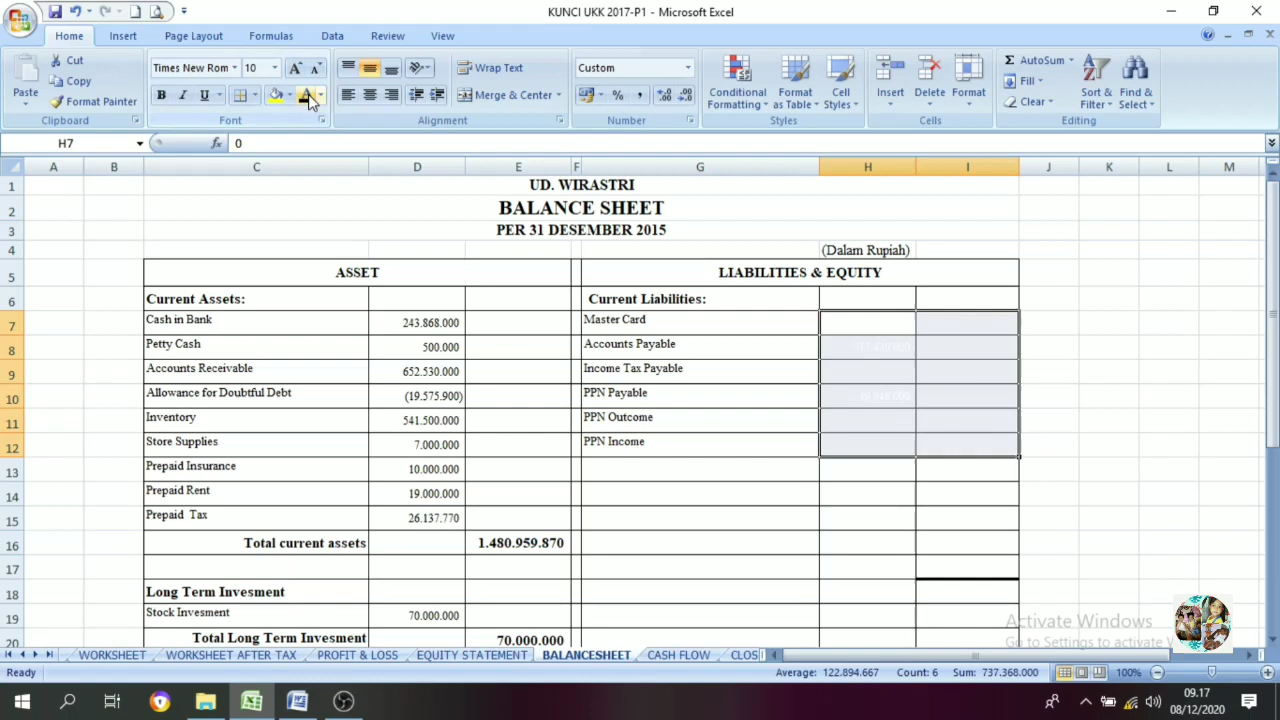 KUNCI UKK 2017-P1 - Microsoft Excel
Home Insert Page Layout Formulas Data Review View
Paste Cut Copy Format Painter Clipboard
Times New Rom 10 Font
Wrap Text Merge & Center Alignment
Custom Number
Conditional Formatting Format as Table Cell Styles Styles
Insert Delete Format Cells
AutoSum Fill Clear Sort & Filter Find & Select Editing
H7 fx 0
A B C D E F G H I J K L M
1 UD. WIRASTRI
2 BALANCE SHEET
3 PER 31 DESEMBER 2015
4 (Dalam Rupiah)
5 ASSET LIABILITIES & EQUITY
6 Current Assets: Current Liabilities:
7 Cash in Bank 243.868.000 Master Card
8 Petty Cash 500.000 Accounts Payable
9 Accounts Receivable 652.530.000 Income Tax Payable
10 Allowance for Doubtful Debt (19.575.900) PPN Payable
11 Inventory 541.500.000 PPN Outcome
12 Store Supplies 7.000.000 PPN Income
13 Prepaid Insurance 10.000.000
14 Prepaid Rent 19.000.000
15 Prepaid Tax 26.137.770
16 Total current assets 1.480.959.870
17
18 Long Term Invesment
19 Stock Invesment 70.000.000
20 Total Long Term Invesment 70.000.000
Activate Windows
Go to Settings to activate
WORKSHEET WORKSHEET AFTER TAX PROFIT & LOSS EQUITY STATEMENT BALANCESHEET CASH FLOW CLOS
Ready Average: 122.894.667 Count: 6 Sum: 737.368.000 100%
09.17
08/12/2020